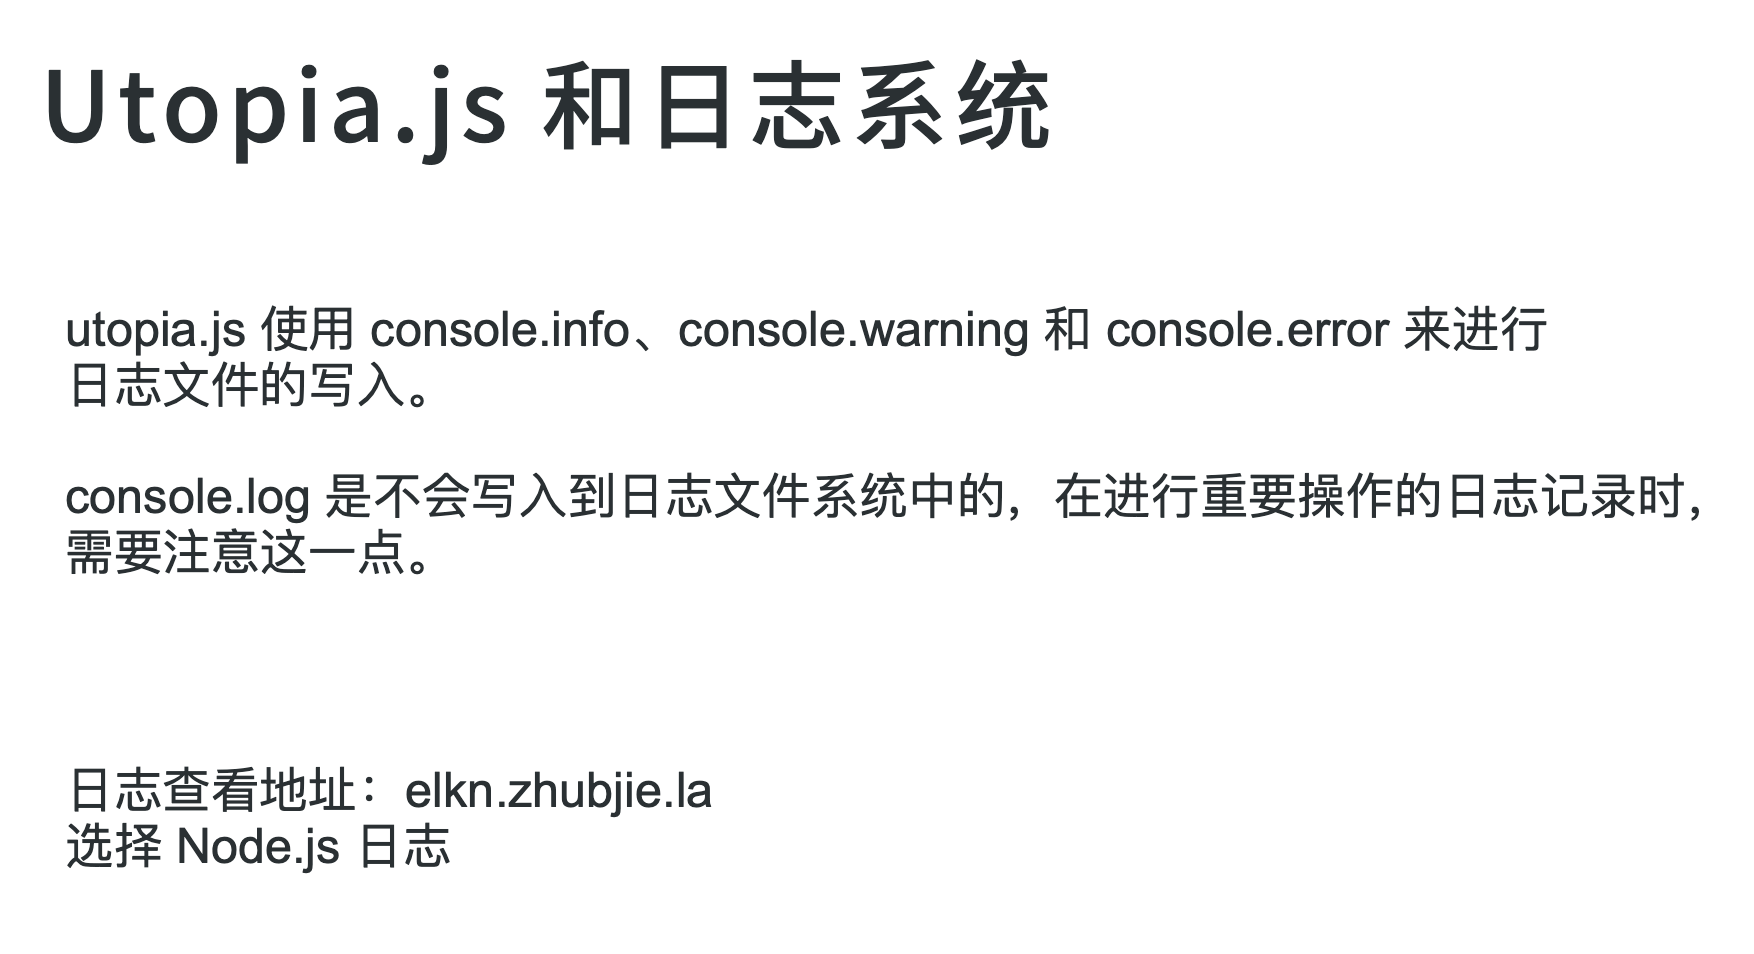 Utopia.js 和日志系统
utopia.js 使用 console.info、console.warning 和 console.error 来进行
日志文件的写入。
console.log 是不会写入到日志文件系统中的，在进行重要操作的日志记录时，
需要注意这一点。
日志查看地址：elkn.zhubjie.la
选择 Node.js 日志